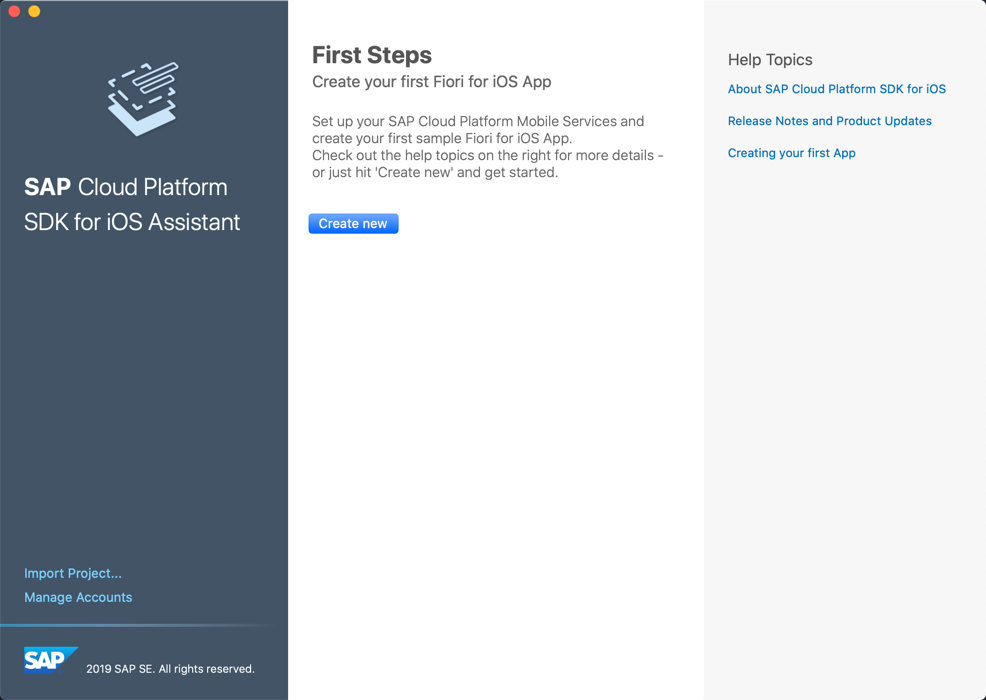 SAP Cloud Platform
SDK for iOS Assistant
Import Project...
Manage Accounts
SAP
2019 SAP SE. All rights reserved.
First Steps
Create your first Fiori for iOS App
Set up your SAP Cloud Platform Mobile Services and
create your first sample Fiori for iOS App.
Check out the help topics on the right for more details -
or just hit 'Create new' and get started.
Create new
Help Topics
About SAP Cloud Platform SDK for iOS
Release Notes and Product Updates
Creating your first App